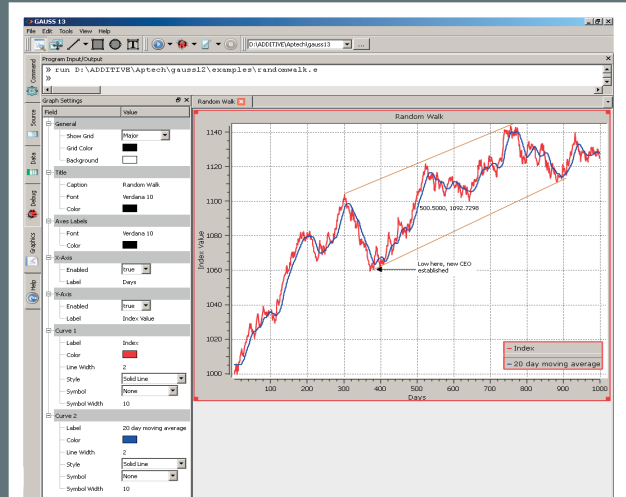 GAUSS 13
File Edit Tools View Help
D:\ADDITIVE\Aptech\gauss13 ...
Program Input/Output
» run D:\ADDITIVE\Aptech\gauss12\examples\randomwalk.e
»
Command
Source
Data
Debug
Graphics
Help
Graph Settings
Field Value
General
Show Grid Major
Grid Color
Background
Title
Caption Random Walk
Font Verdana 10
Color
Axes Labels
Font Verdana 10
Color
X-Axis
Enabled true
Label Days
Y-Axis
Enabled true
Label Index Value
Curve 1
Label Index
Color
Line Width 2
Style Solid Line
Symbol None
Symbol Width 10
Curve 2
Label 20 day moving average
Color
Line Width 2
Style Solid Line
Symbol None
Symbol Width 10
Random Walk
Random Walk
1140
1120
1100
1080
1060
1040
1020
1000
Index Value
500.5000, 1092.7298
Low here, new CEO
established
Index
20 day moving average
100 200 300 400 500 600 700 800 900 1000
Days